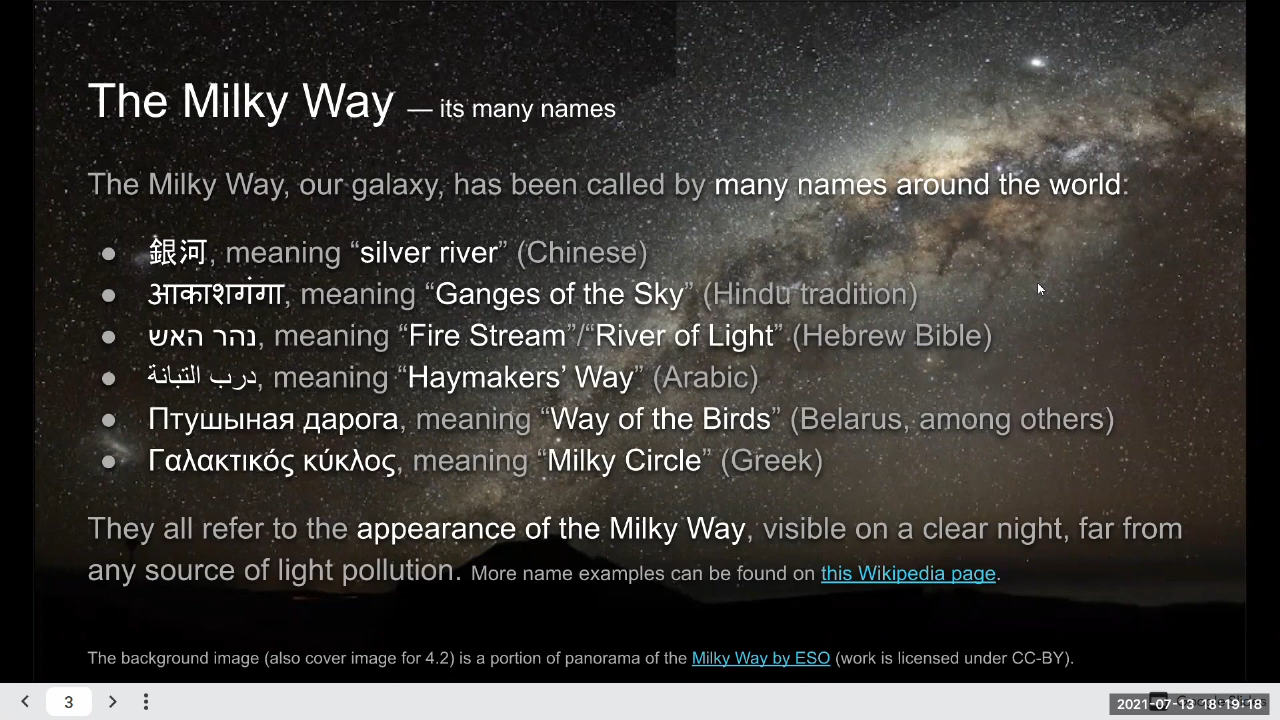 The Milky Way — its many names
The Milky Way, our galaxy, has been called by many names around the world:
● 銀河, meaning “silver river” (Chinese)
● आकाशगंगा, meaning “Ganges of the Sky” (Hindu tradition)
● נהר האש, meaning “Fire Stream”/“River of Light” (Hebrew Bible)
● درب التبانة, meaning “Haymakers’ Way” (Arabic)
● Птушыная дарога, meaning “Way of the Birds” (Belarus, among others)
● Γαλακτικός κύκλος, meaning “Milky Circle” (Greek)
They all refer to the appearance of the Milky Way, visible on a clear night, far from
any source of light pollution. More name examples can be found on this Wikipedia page.
The background image (also cover image for 4.2) is a portion of panorama of the Milky Way by ESO (work is licensed under CC-BY).
3
2021-07-13 18:19:18